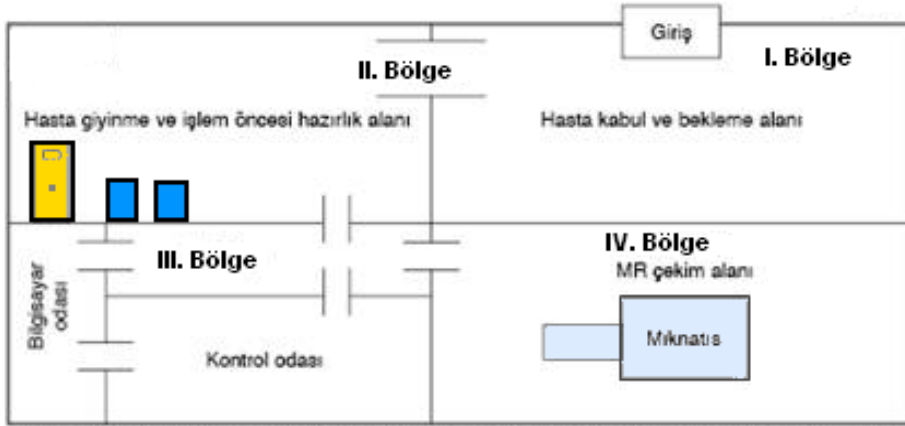 Giriş
I. Bölge
II. Bölge
Hasta giyinme ve işlem öncesi hazırlık alanı
Hasta kabul ve bekleme alanı
III. Bölge
IV. Bölge
MR çekim alanı
Bilgisayar
odası
Mıknatıs
Kontrol odası